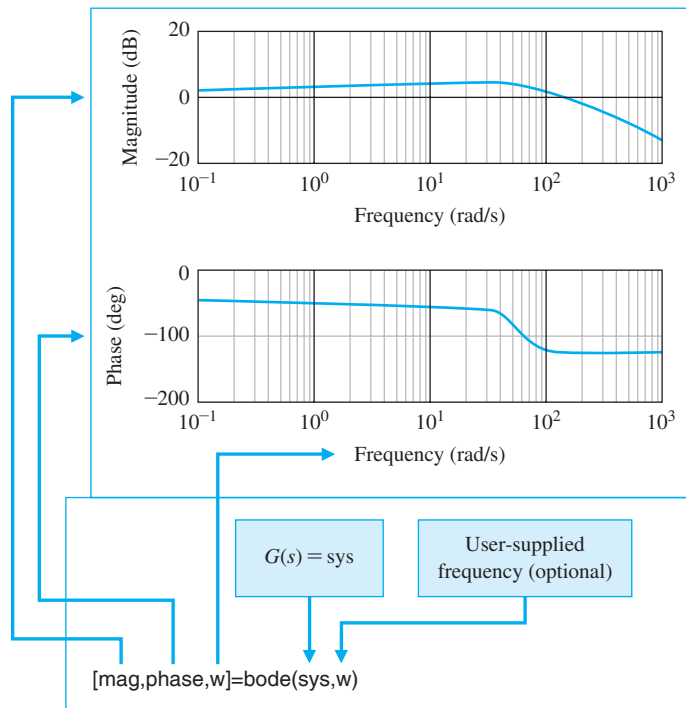 20
0
−20
Magnitude (dB)
10⁻¹ 10⁰ 10¹ 10² 10³
Frequency (rad/s)
0
−100
−200
Phase (deg)
10⁻¹ 10⁰ 10¹ 10² 10³
Frequency (rad/s)
G(s) = sys
User-supplied
frequency (optional)
[mag,phase,w]=bode(sys,w)